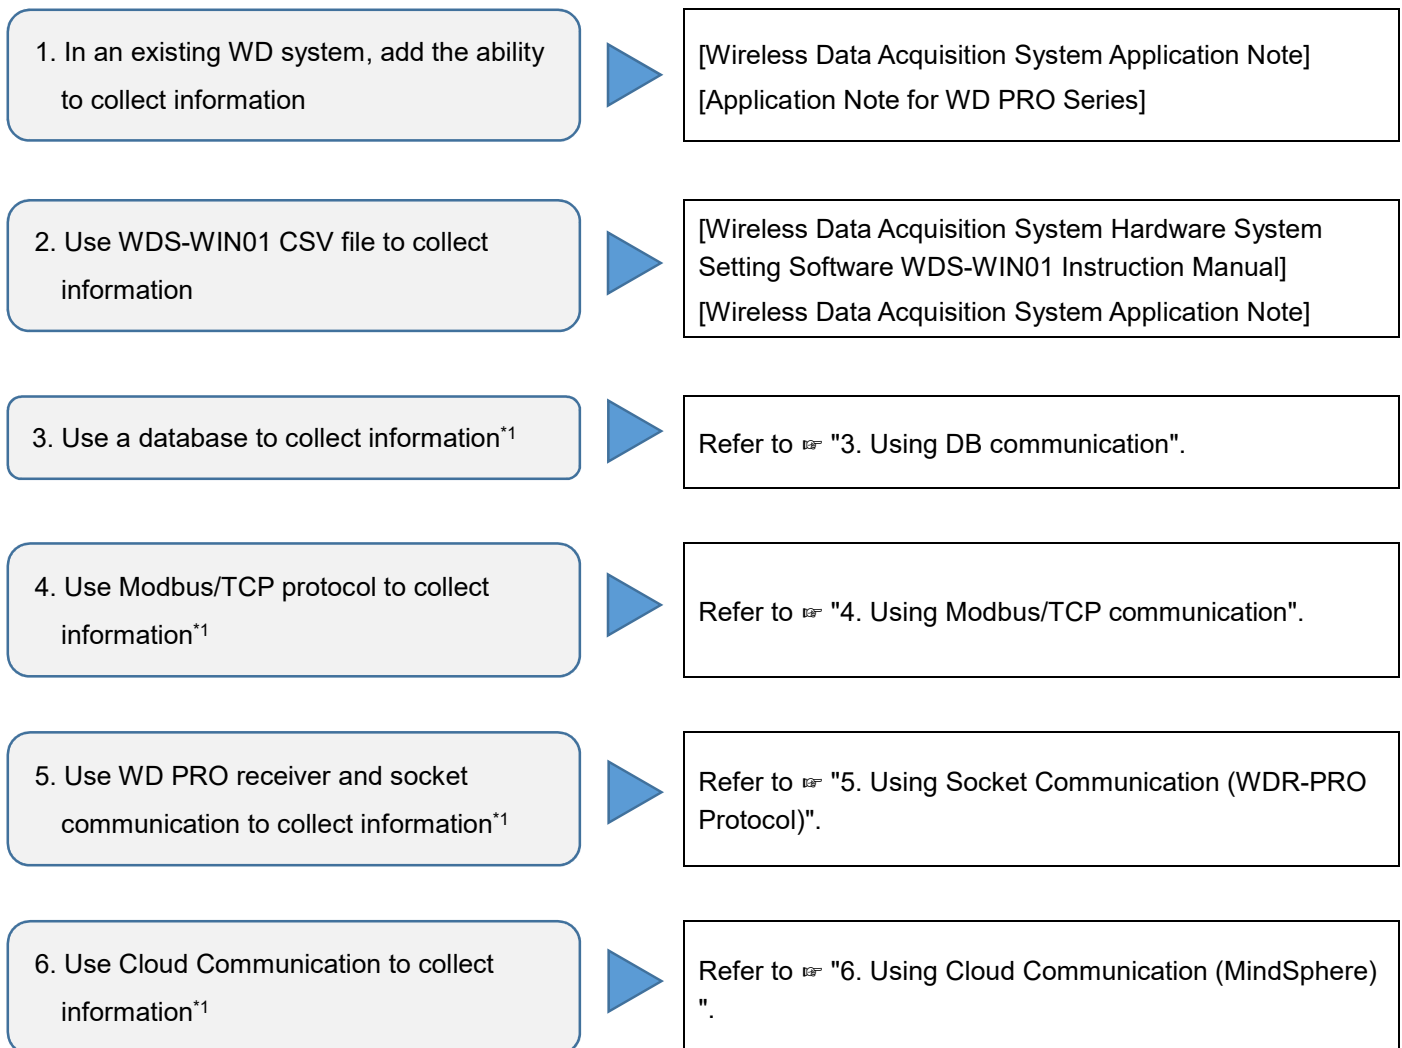 1. In an existing WD system, add the ability
to collect information
[Wireless Data Acquisition System Application Note]
[Application Note for WD PRO Series]
2. Use WDS-WIN01 CSV file to collect
information
[Wireless Data Acquisition System Hardware System
Setting Software WDS-WIN01 Instruction Manual]
[Wireless Data Acquisition System Application Note]
3. Use a database to collect information*1
Refer to ☞ "3. Using DB communication".
4. Use Modbus/TCP protocol to collect
information*1
Refer to ☞ "4. Using Modbus/TCP communication".
5. Use WD PRO receiver and socket
communication to collect information*1
Refer to ☞ "5. Using Socket Communication (WDR-PRO
Protocol)".
6. Use Cloud Communication to collect
information*1
Refer to ☞ "6. Using Cloud Communication (MindSphere)
".